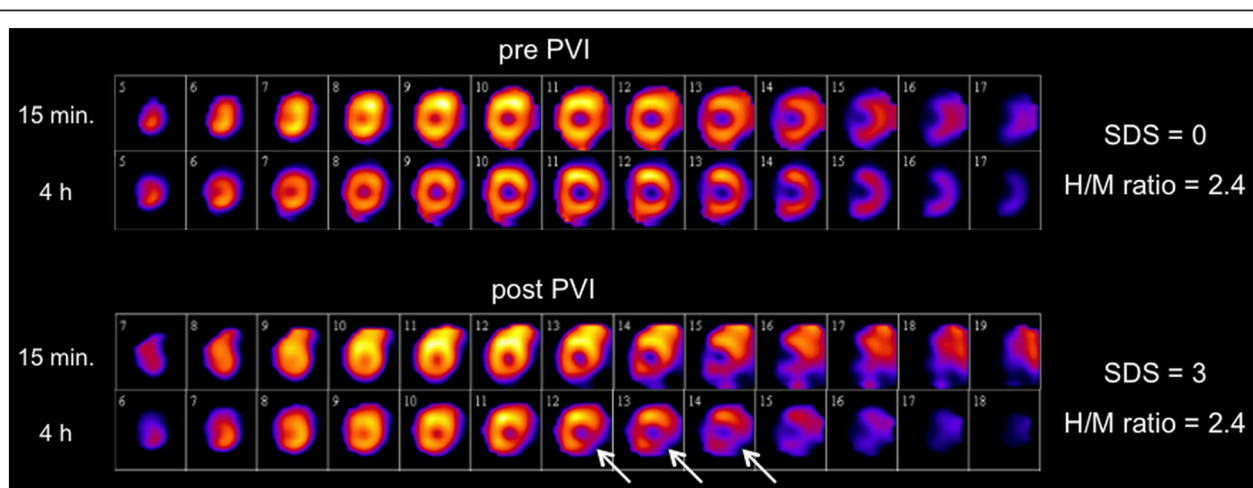 pre PVI
15 min.
5 6 7 8 9 10 11 12 13 14 15 16 17
SDS = 0
4 h
5 6 7 8 9 10 11 12 13 14 15 16 17
H/M ratio = 2.4
post PVI
15 min.
7 8 9 10 11 12 13 14 15 16 17 18 19
SDS = 3
4 h
6 7 8 9 10 11 12 13 14 15 16 17 18
H/M ratio = 2.4